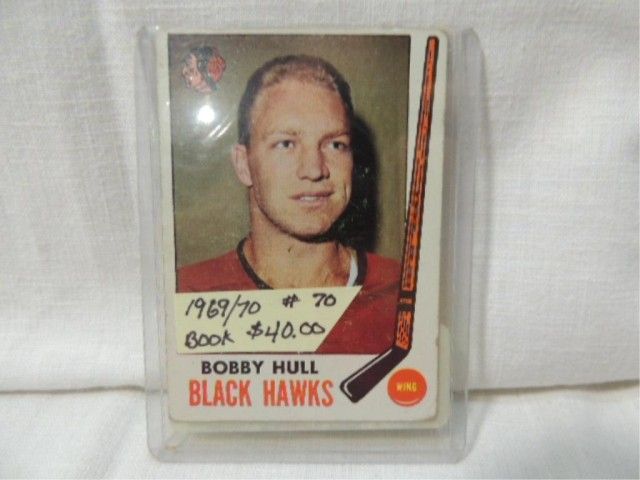 1969/70 # 70
BOOK $40.00
BOBBY HULL
BLACK HAWKS
WING